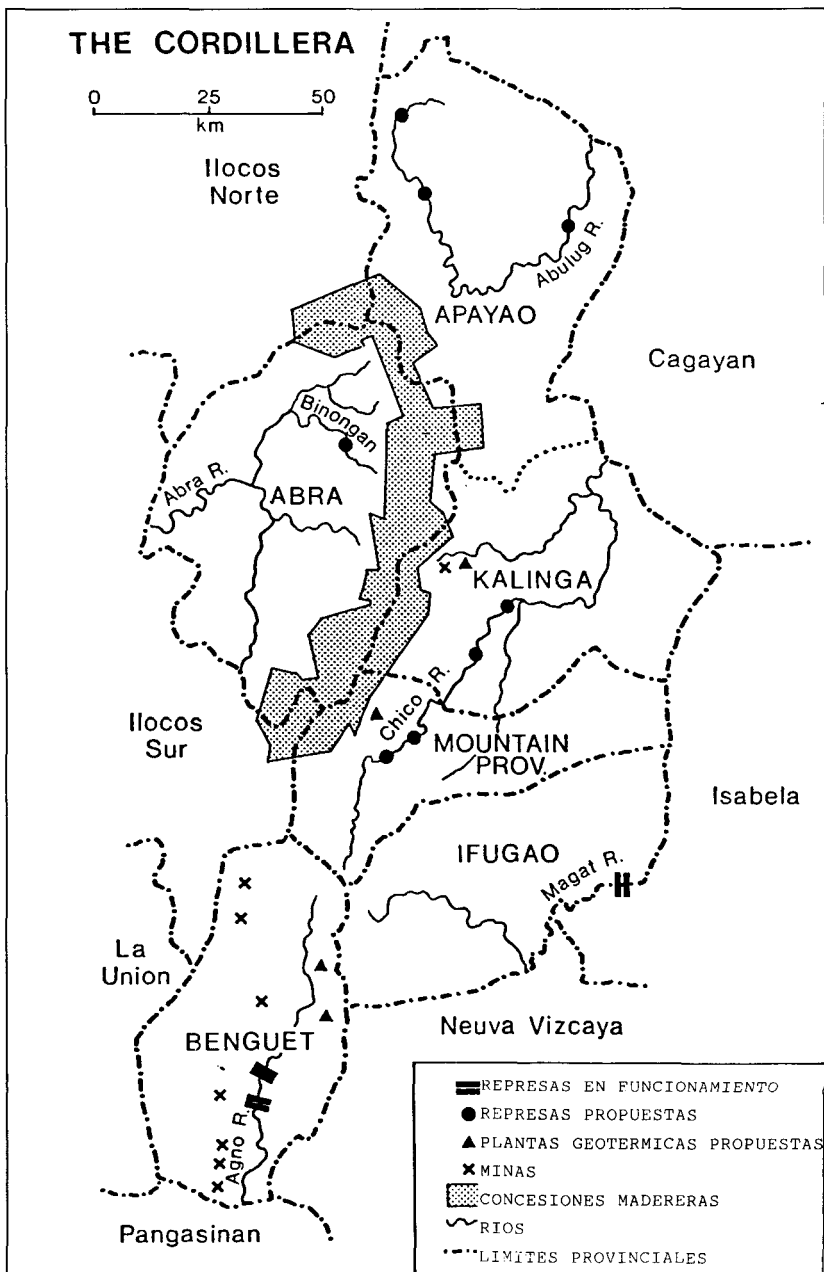 THE CORDILLERA
0 25 50
km
Ilocos
Norte
Abulug R.
APAYAO
Cagayan
Binongan
Abra R.
ABRA
KALINGA
Chico R.
Ilocos
Sur
MOUNTAIN
PROV.
Isabela
IFUGAO
Magat R.
La
Union
Neuva Vizcaya
BENGUET
Agno R.
Pangasinan
REPRESAS EN FUNCIONAMIENTO
REPRESAS PROPUESTAS
PLANTAS GEOTERMICAS PROPUESTAS
MINAS
CONCESIONES MADERERAS
RIOS
LIMITES PROVINCIALES